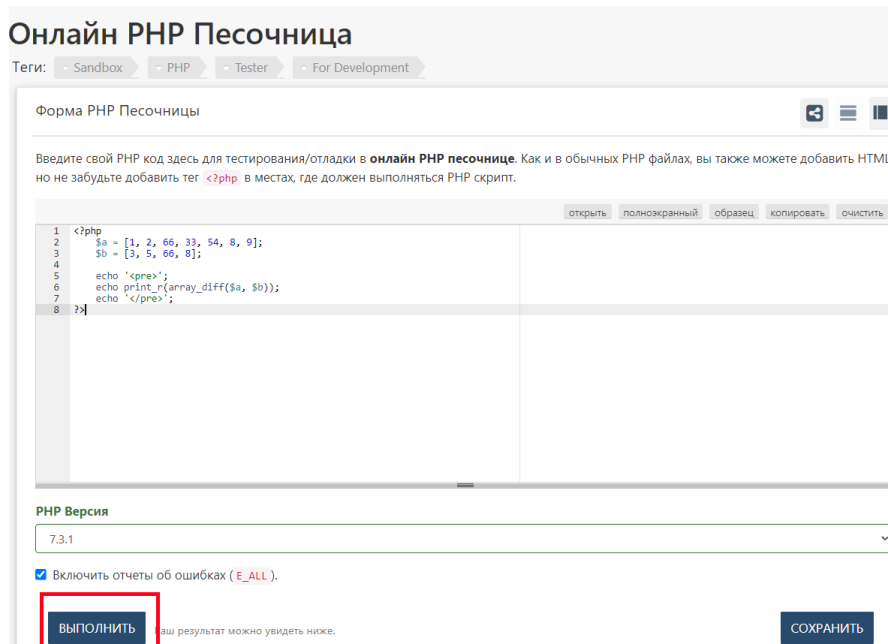 Онлайн PHP Песочница
Теги: Sandbox PHP Tester For Development
Форма PHP Песочницы
Введите свой PHP код здесь для тестирования/отладки в онлайн PHP песочнице. Как и в обычных PHP файлах, вы также можете добавить HTML
но не забудьте добавить тег <?php в местах, где должен выполняться PHP скрипт.
открыть полноэкранный образец копировать очистить
1 <?php
2 $a = [1, 2, 66, 33, 54, 8, 9];
3 $b = [3, 5, 66, 8];
4
5 echo '<pre>';
6 echo print_r(array_diff($a, $b));
7 echo '</pre>';
8 ?>
PHP Версия
7.3.1
Включить отчеты об ошибках ( E_ALL ).
ВЫПОЛНИТЬ аш результат можно увидеть ниже. СОХРАНИТЬ